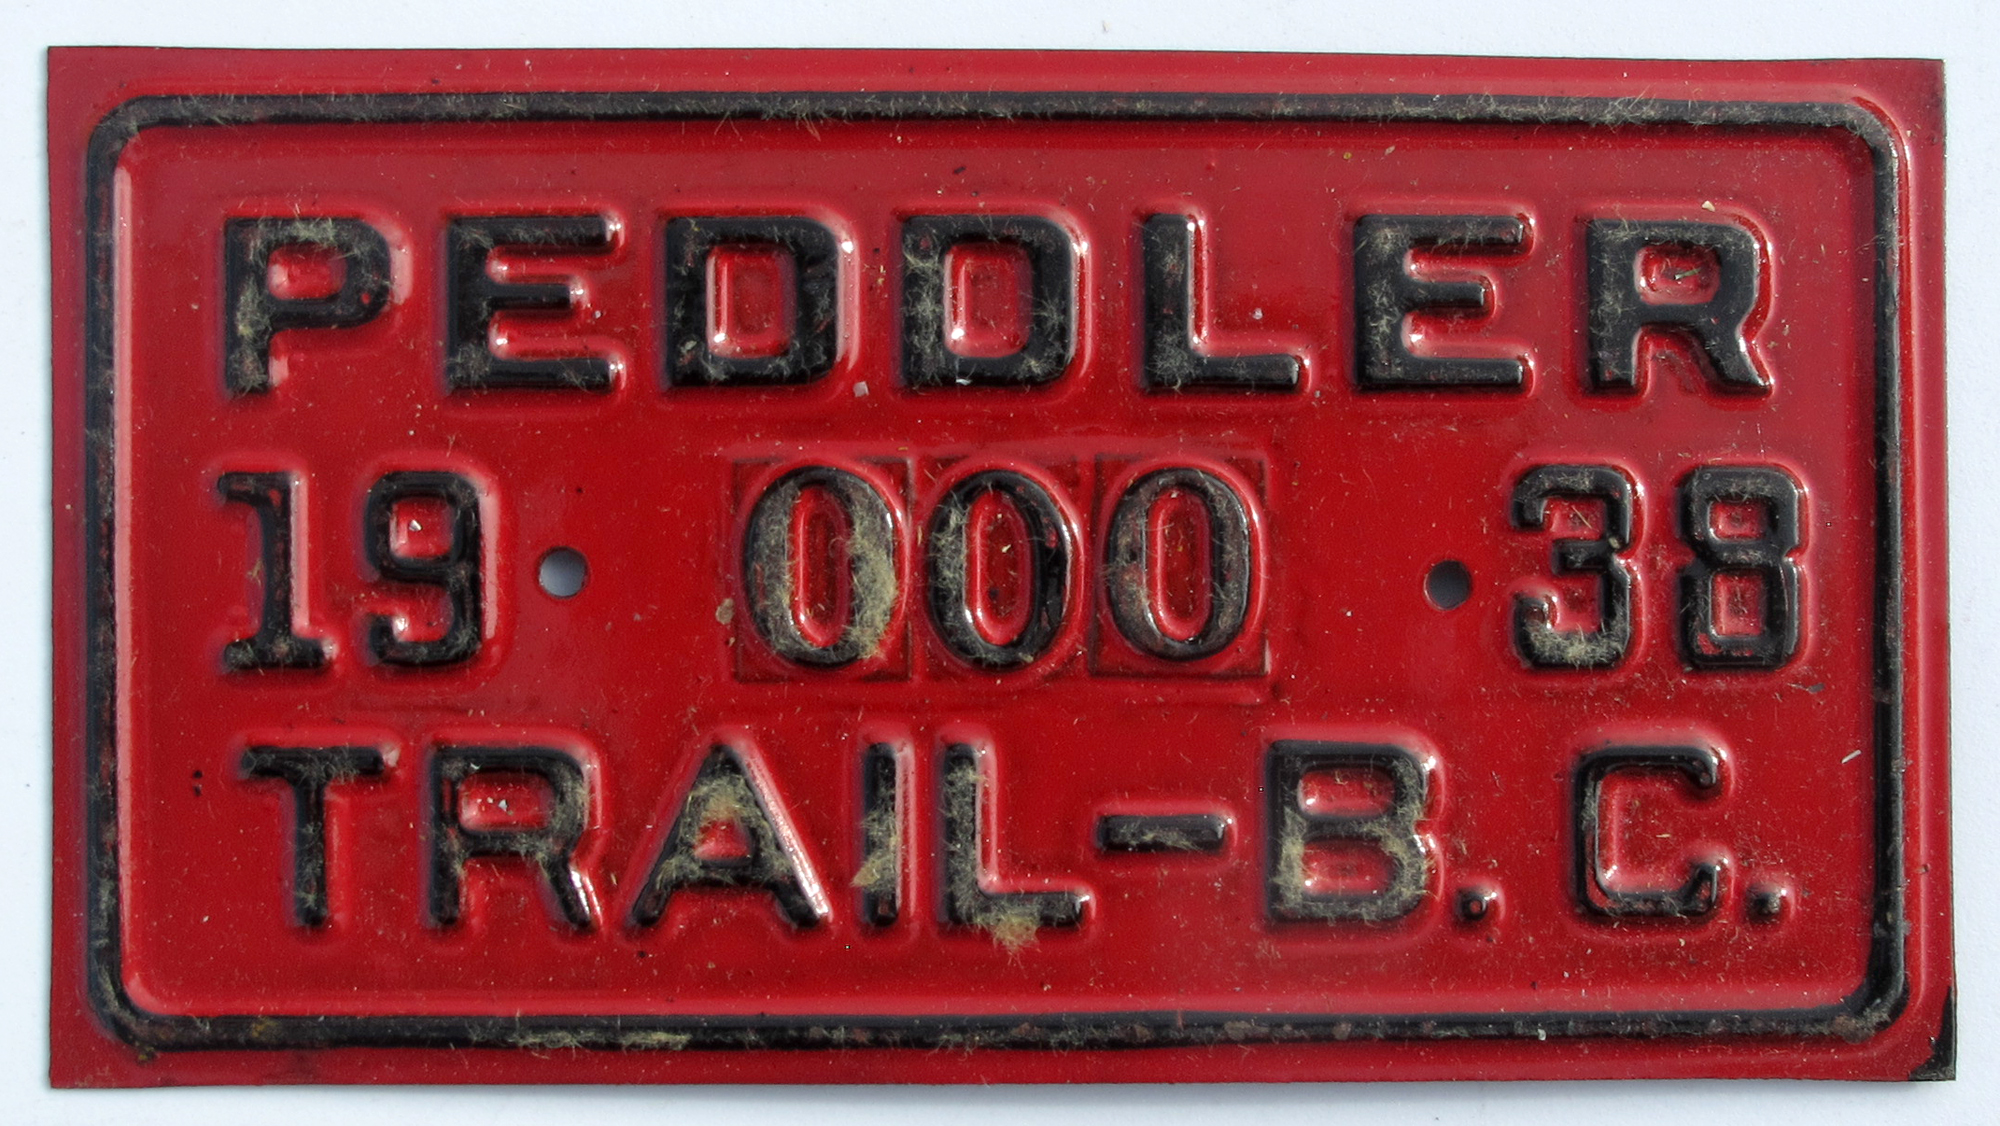 PEDDLER
19 000 38
TRAIL-B.C.